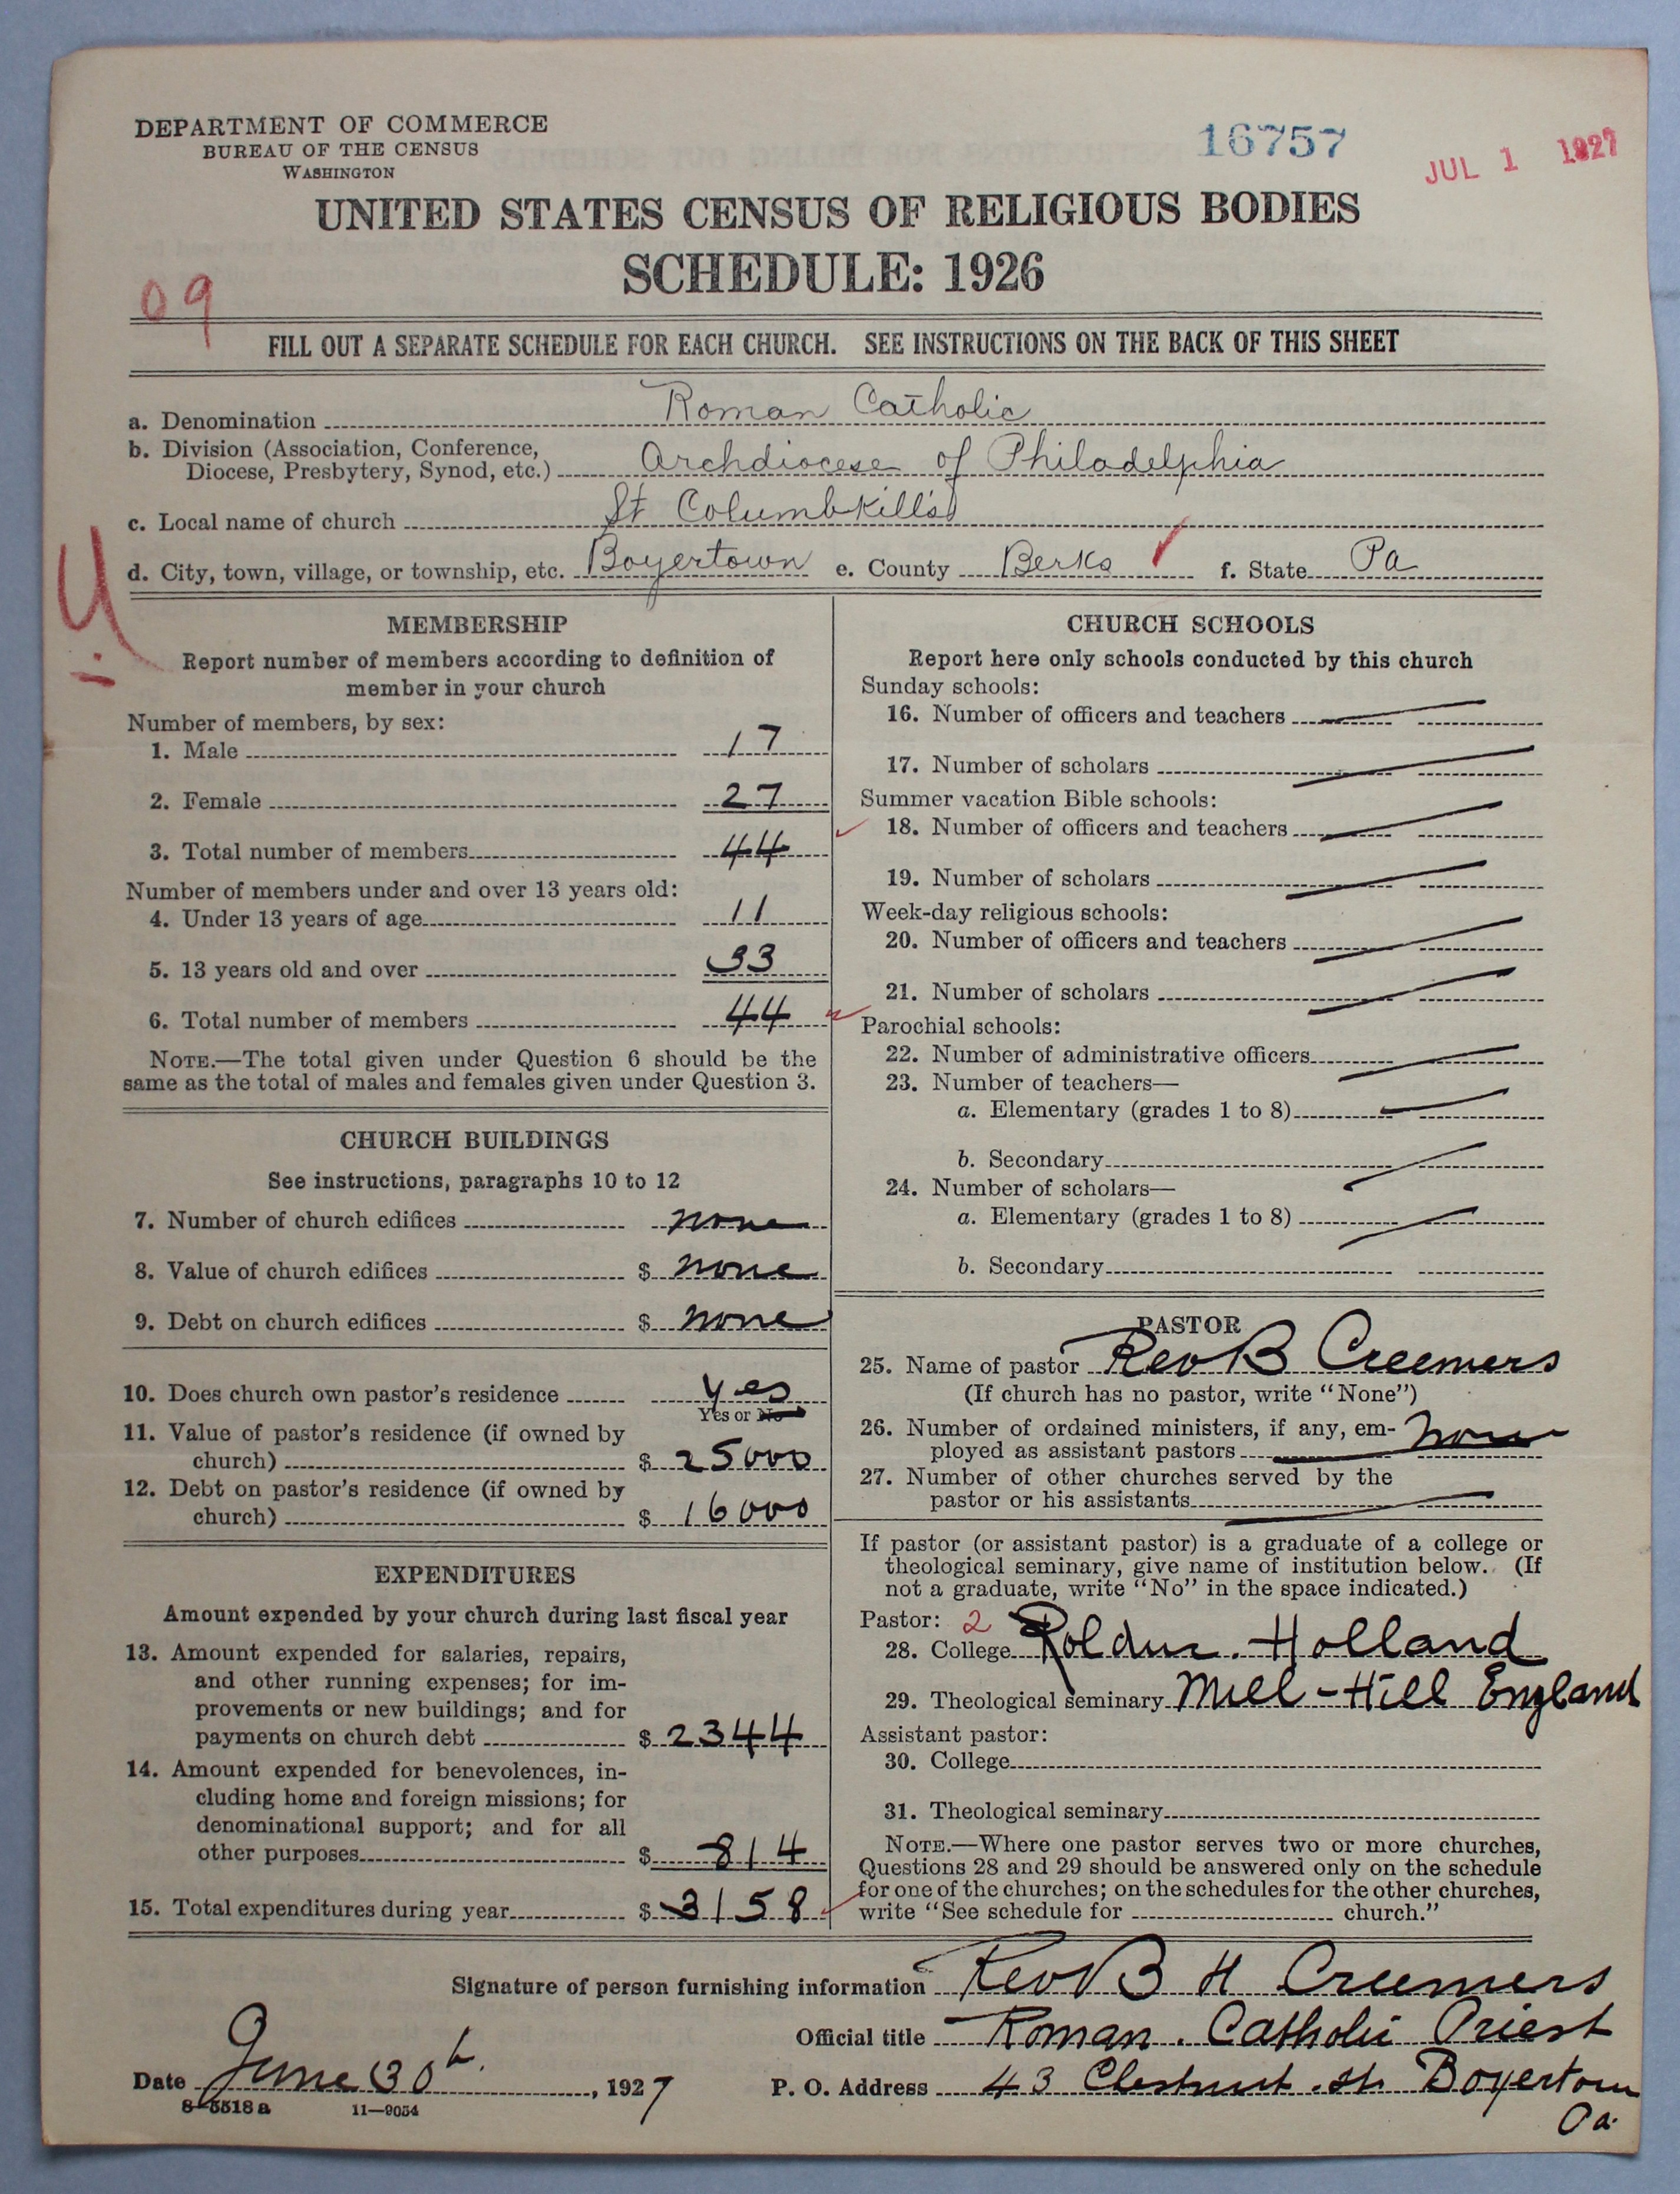 DEPARTMENT OF COMMERCE
BUREAU OF THE CENSUS
WASHINGTON
16757
JUL 1 1927
UNITED STATES CENSUS OF RELIGIOUS BODIES
SCHEDULE: 1926
09
FILL OUT A SEPARATE SCHEDULE FOR EACH CHURCH. SEE INSTRUCTIONS ON THE BACK OF THIS SHEET
a. Denomination Roman Catholic
b. Division (Association, Conference,
Diocese, Presbytery, Synod, etc.) Archdiocese of Philadelphia
c. Local name of church St Columbkill's
d. City, town, village, or township, etc. Boyertown e. County Berks f. State Pa
MEMBERSHIP
Report number of members according to definition of
member in your church
Number of members, by sex:
1. Male 17
2. Female 27
3. Total number of members 44
Number of members under and over 13 years old:
4. Under 13 years of age 11
5. 13 years old and over 33
6. Total number of members 44
NOTE.—The total given under Question 6 should be the
same as the total of males and females given under Question 3.
CHURCH BUILDINGS
See instructions, paragraphs 10 to 12
7. Number of church edifices none
8. Value of church edifices $ none
9. Debt on church edifices $ none
10. Does church own pastor's residence yes
Yes or No
11. Value of pastor's residence (if owned by
church) $ 25000
12. Debt on pastor's residence (if owned by
church) $ 16000
EXPENDITURES
Amount expended by your church during last fiscal year
13. Amount expended for salaries, repairs,
and other running expenses; for im-
provements or new buildings; and for
payments on church debt $ 2344
14. Amount expended for benevolences, in-
cluding home and foreign missions; for
denominational support; and for all
other purposes $ 814
15. Total expenditures during year $ 3158
CHURCH SCHOOLS
Report here only schools conducted by this church
Sunday schools:
16. Number of officers and teachers
17. Number of scholars
Summer vacation Bible schools:
18. Number of officers and teachers
19. Number of scholars
Week-day religious schools:
20. Number of officers and teachers
21. Number of scholars
Parochial schools:
22. Number of administrative officers
23. Number of teachers—
a. Elementary (grades 1 to 8)
b. Secondary
24. Number of scholars—
a. Elementary (grades 1 to 8)
b. Secondary
PASTOR
25. Name of pastor Rev B Creemers
(If church has no pastor, write "None")
26. Number of ordained ministers, if any, em-
ployed as assistant pastors none
27. Number of other churches served by the
pastor or his assistants
If pastor (or assistant pastor) is a graduate of a college or
theological seminary, give name of institution below. (If
not a graduate, write "No" in the space indicated.)
Pastor: 2
28. College Rolduc. Holland
29. Theological seminary Mill-Hill England
Assistant pastor:
30. College
31. Theological seminary
NOTE.—Where one pastor serves two or more churches,
Questions 28 and 29 should be answered only on the schedule
for one of the churches; on the schedules for the other churches,
write "See schedule for church."
Signature of person furnishing information Rev B H Creemers
Official title Roman. Catholic Priest
Date June 30th, 1927
P. O. Address 43 Chestnut. St. Boyertown
Pa.
8-5518 a 11—9054